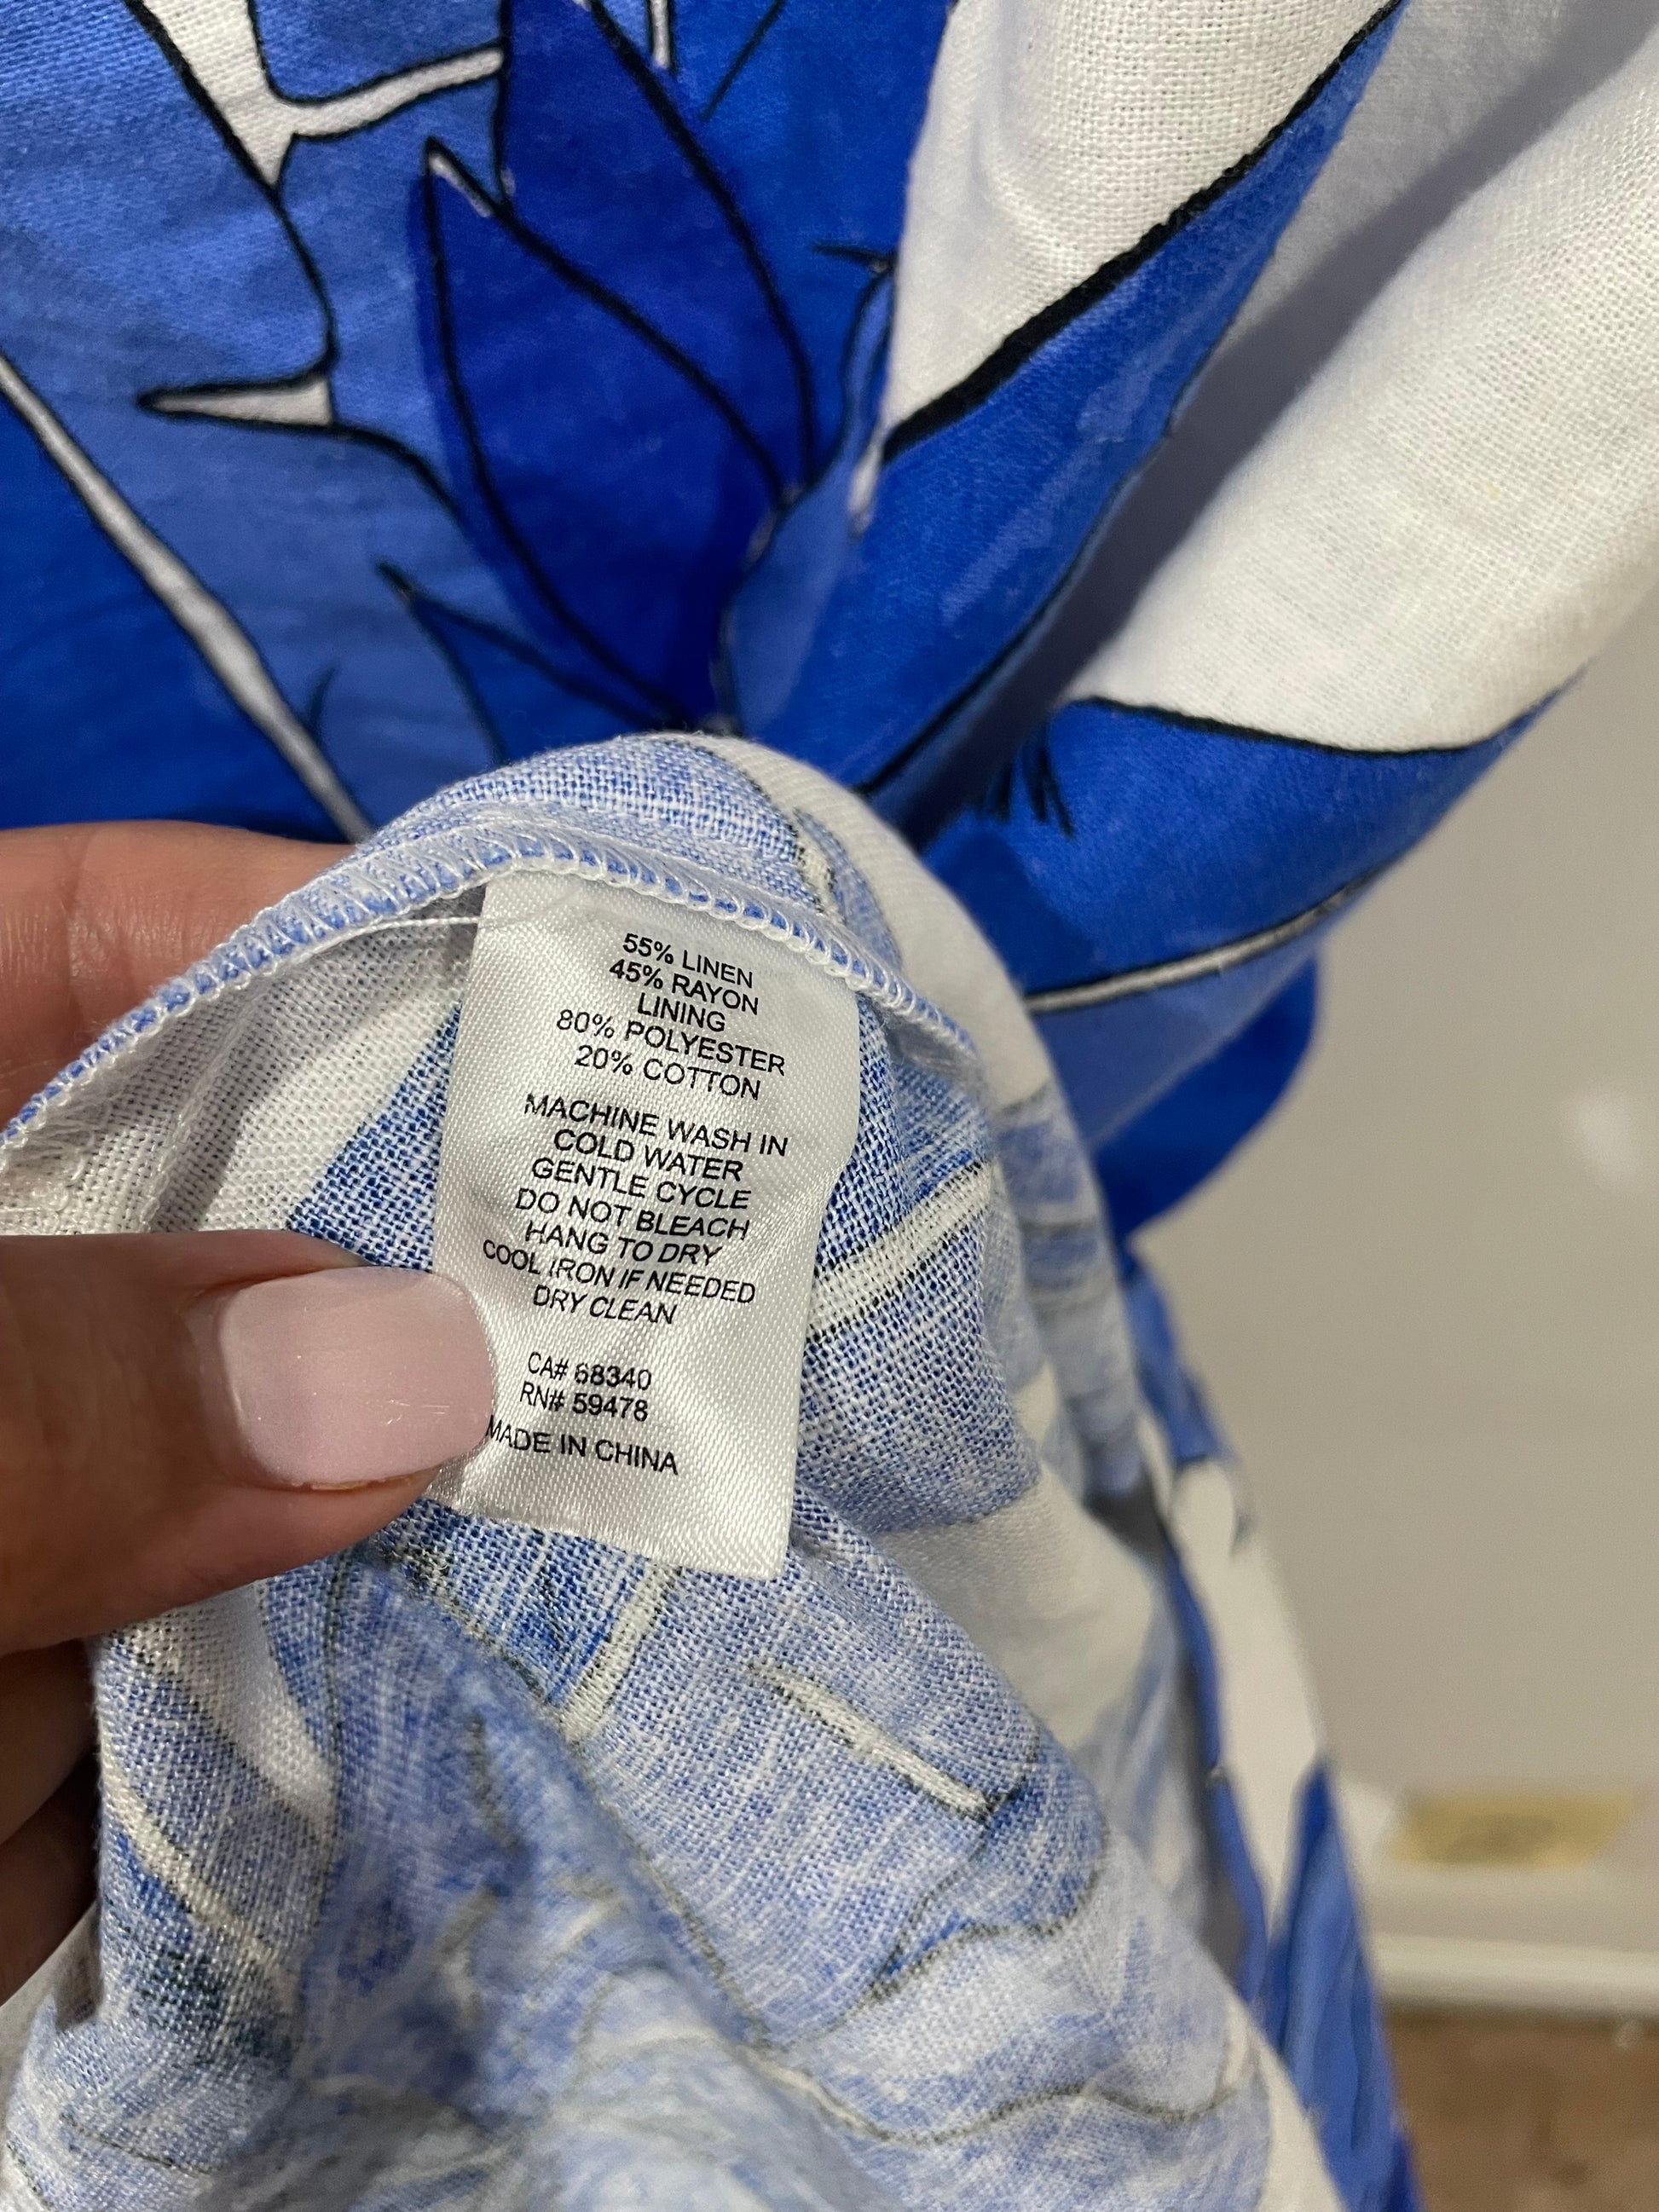 55% LINEN
45% RAYON
LINING
80% POLYESTER
20% COTTON
MACHINE WASH IN
COLD WATER
GENTLE CYCLE
DO NOT BLEACH
HANG TO DRY
COOL IRON IF NEEDED
DRY CLEAN
CA# 68340
RN# 59478
MADE IN CHINA